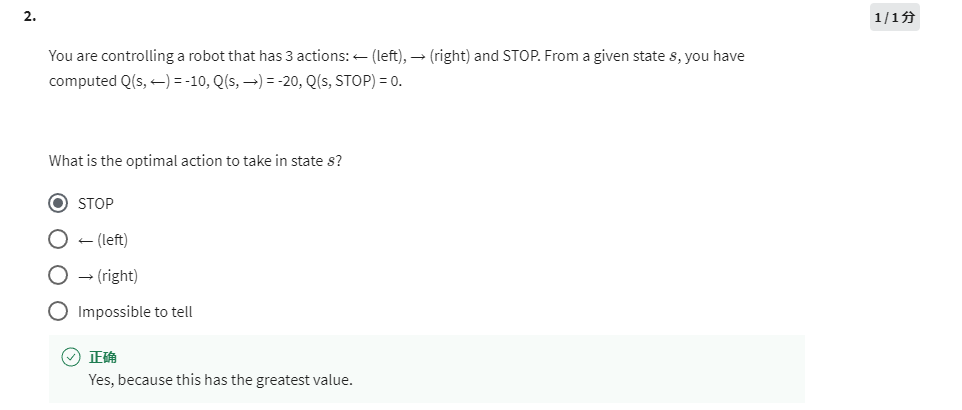 2.
1/1分
You are controlling a robot that has 3 actions: ← (left), → (right) and STOP. From a given state s, you have
computed Q(s, ←) = -10, Q(s, →) = -20, Q(s, STOP) = 0.
What is the optimal action to take in state s?
STOP
← (left)
→ (right)
Impossible to tell
正确
Yes, because this has the greatest value.